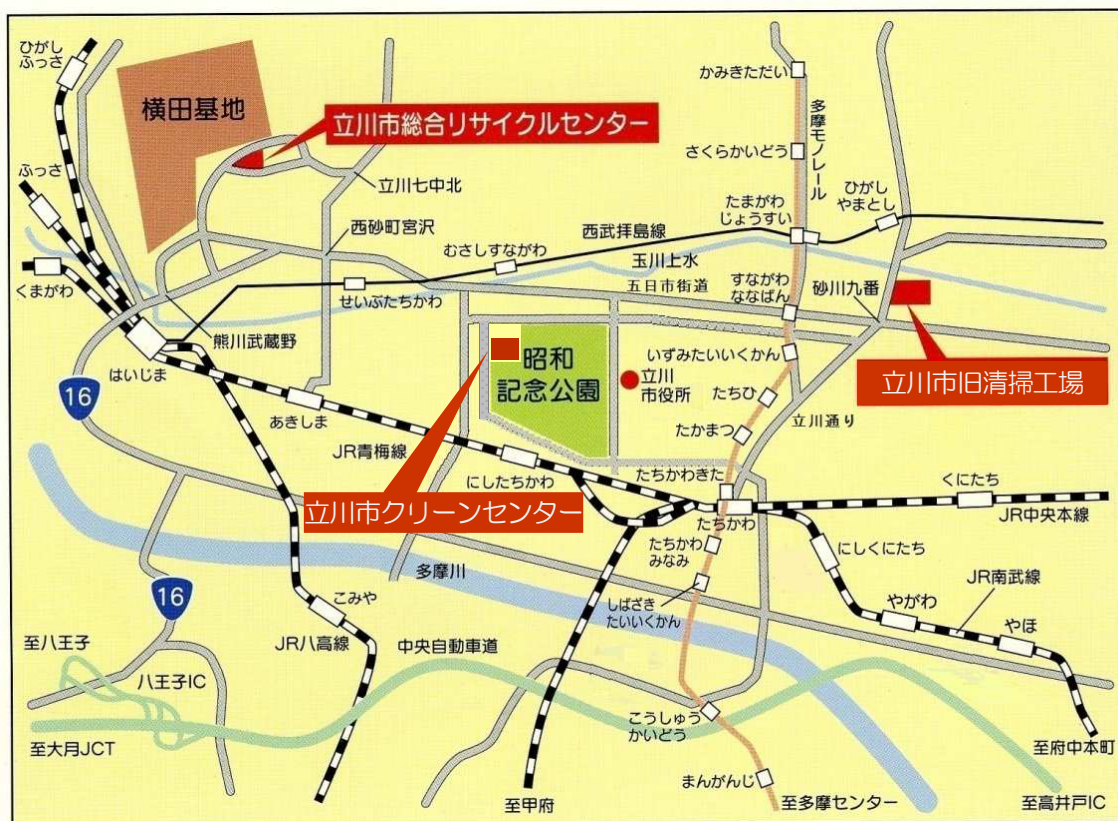 ひがし
ふっさ
横田基地
立川市総合リサイクルセンター
かみきただい
多摩モノレール
さくらかいどう
ふっさ
立川七中北
ひがし
やまとし
たまがわ
じょうすい
西砂町宮沢
西武拝島線
むさしすながわ
玉川上水
くまがわ
せいぶたちかわ
五日市街道
すながわ
ななばん
砂川九番
熊川武蔵野
はいじま
昭和
記念公園
いずみたいいくかん
立川
市役所
たちひ
立川市旧清掃工場
16
あきしま
立川通り
たかまつ
JR青梅線
にしたちかわ
たちかわきた
くにたち
立川市クリーンセンター
たちかわ
JR中央本線
たちかわ
みなみ
にしくにたち
多摩川
JR南武線
16
こみや
しばざき
たいいくかん
やがわ
やほ
至八王子
JR八高線
中央自動車道
八王子IC
こうしゅう
かいどう
至大月JCT
至府中本町
まんがんじ
至甲府
至多摩センター
至高井戸IC